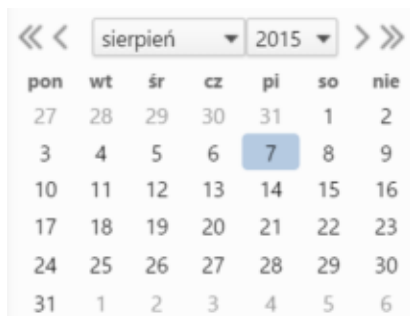 sierpień 2015
pon wt śr cz pi so nie
27 28 29 30 31 1 2
3 4 5 6 7 8 9
10 11 12 13 14 15 16
17 18 19 20 21 22 23
24 25 26 27 28 29 30
31 1 2 3 4 5 6